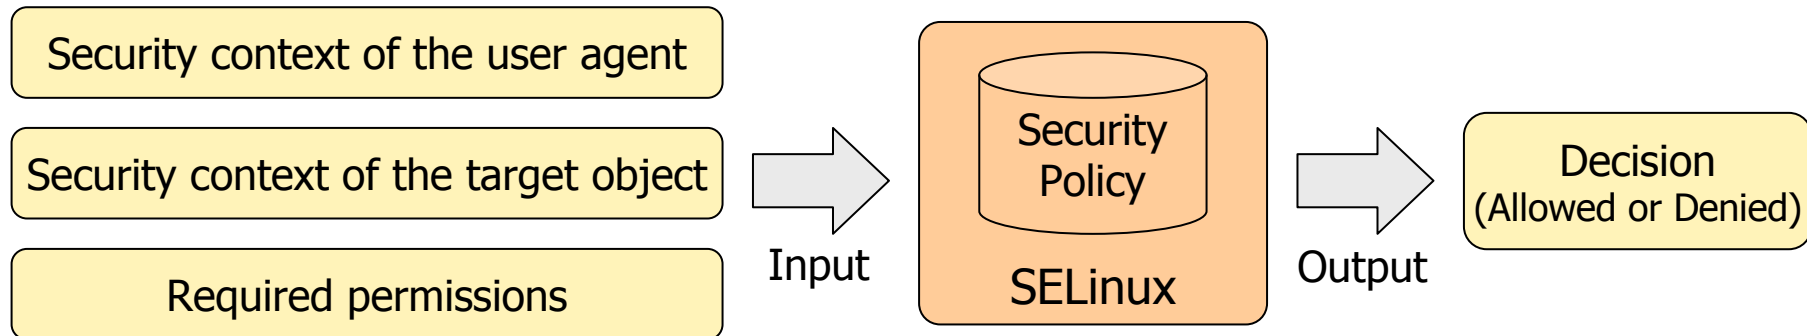 Security context of the user agent
Security context of the target object
Required permissions
Input
Security
Policy
SELinux
Output
Decision
(Allowed or Denied)